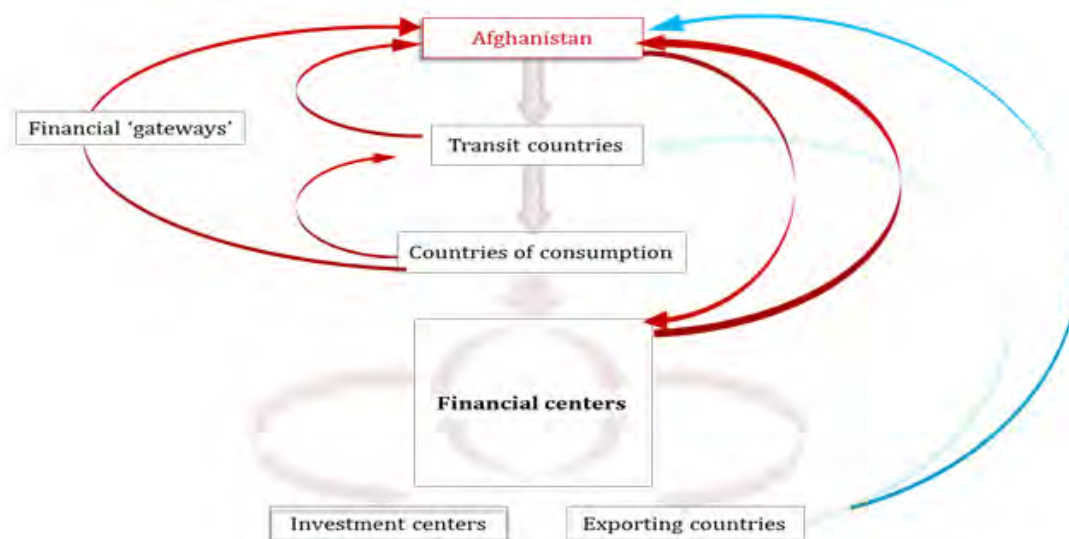 Afghanistan
Financial ‘gateways’
Transit countries
Countries of consumption
Financial centers
Investment centers
Exporting countries